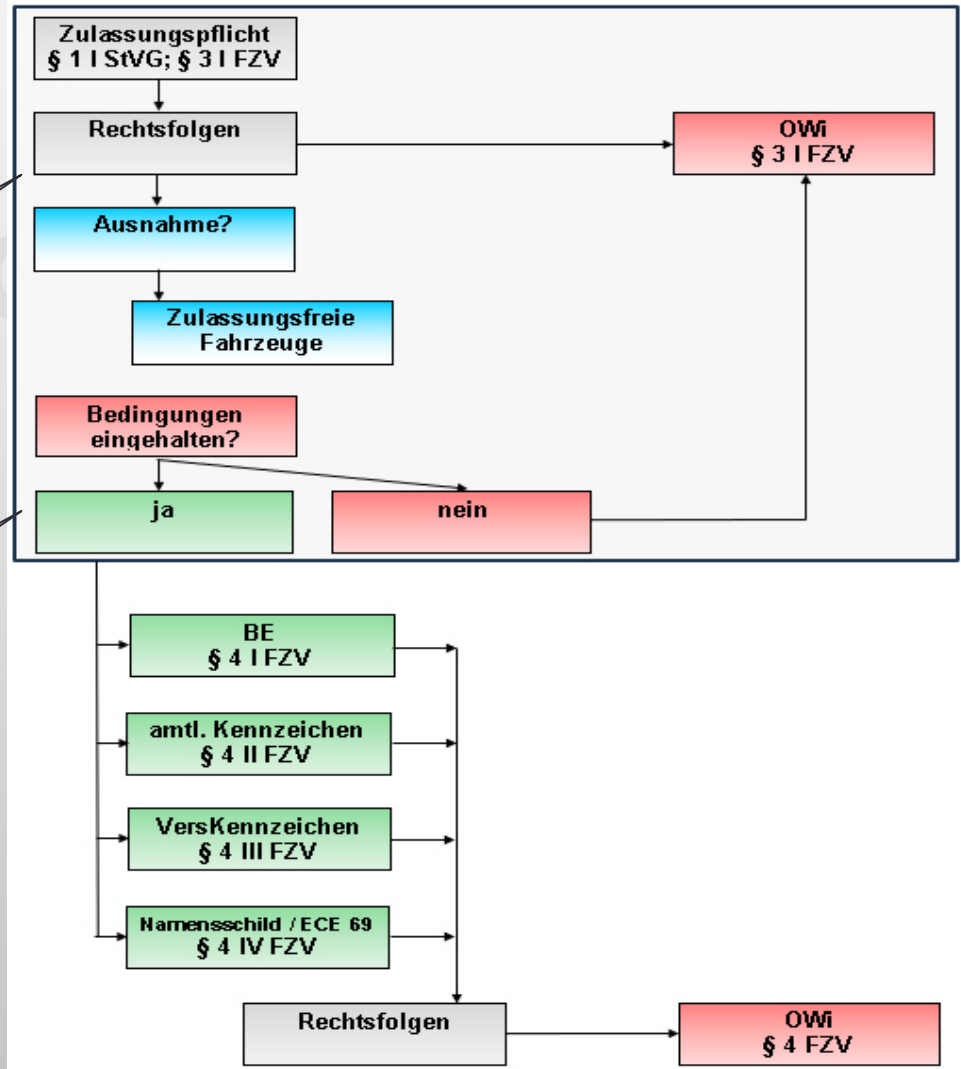 Zulassungspflicht
§ 1 I StVG; § 3 I FZV
Rechtsfolgen
OWi
§ 3 I FZV
Ausnahme?
Zulassungsfreie
Fahrzeuge
Bedingungen
eingehalten?
ja
nein
BE
§ 4 I FZV
amtl. Kennzeichen
§ 4 II FZV
VersKennzeichen
§ 4 III FZV
Namensschild / ECE 69
§ 4 IV FZV
Rechtsfolgen
OWi
§ 4 FZV